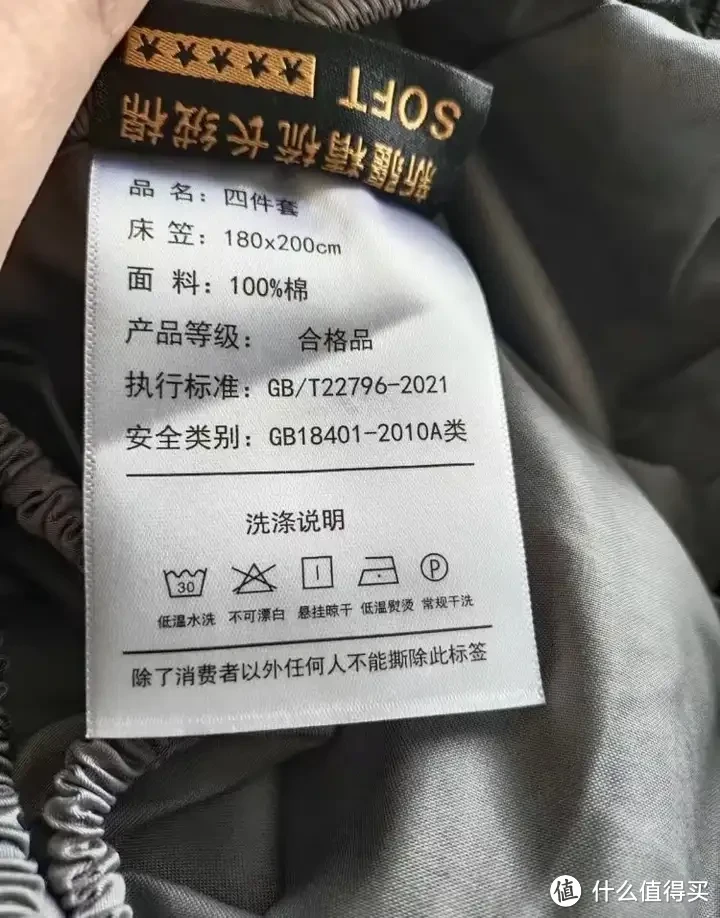 ★★★★★ SOFT
新疆精梳长绒棉
品 名：四件套
床 笠：180x200cm
面 料：100%棉
产品等级： 合格品
执行标准：GB/T22796-2021
安全类别：GB18401-2010A类
洗涤说明
30 P
低温水洗 不可漂白 悬挂晾干 低温熨烫 常规干洗
除了消费者以外任何人不能撕除此标签
值 什么值得买